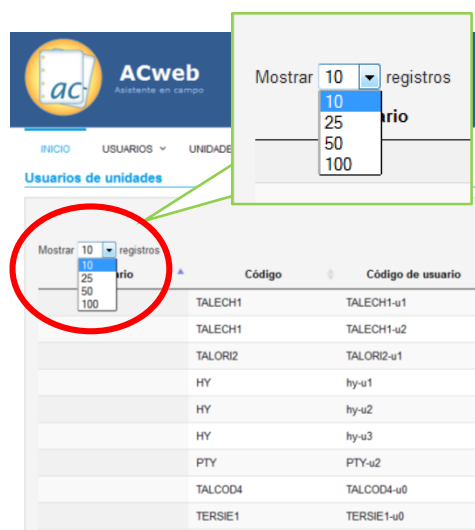 ac
ACweb
Asistente en campo
Mostrar 10 registros
10
25
50
100
rio
INICIO USUARIOS UNIDADE
Usuarios de unidades
Mostrar 10 registros
10
25
50
100
rio Código Código de usuario
TALECH1 TALECH1-u1
TALECH1 TALECH1-u2
TALORI2 TALORI2-u1
HY hy-u1
HY hy-u2
HY hy-u3
PTY PTY-u2
TALCOD4 TALCOD4-u0
TERSIE1 TERSIE1-u0